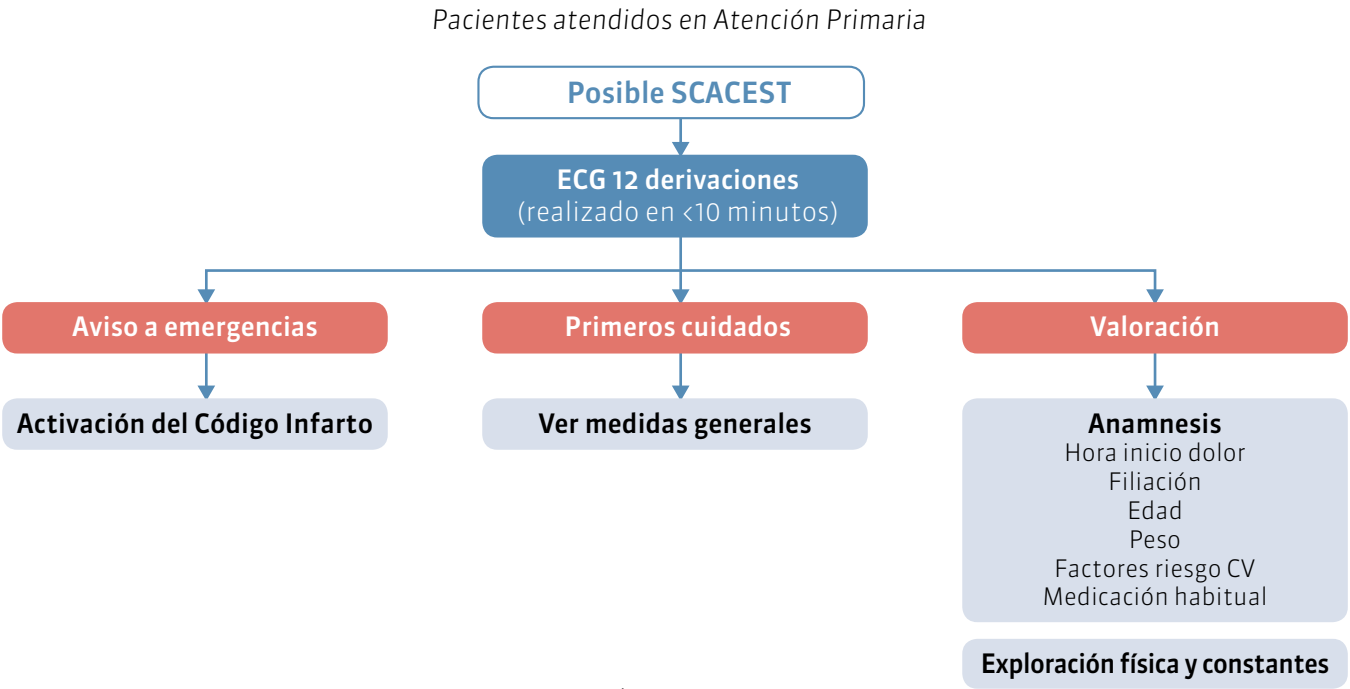 Pacientes atendidos en Atención Primaria
Posible SCACEST
ECG 12 derivaciones
(realizado en <10 minutos)
Aviso a emergencias
Activación del Código Infarto
Primeros cuidados
Ver medidas generales
Valoración
Anamnesis
Hora inicio dolor
Filiación
Edad
Peso
Factores riesgo CV
Medicación habitual
Exploración física y constantes